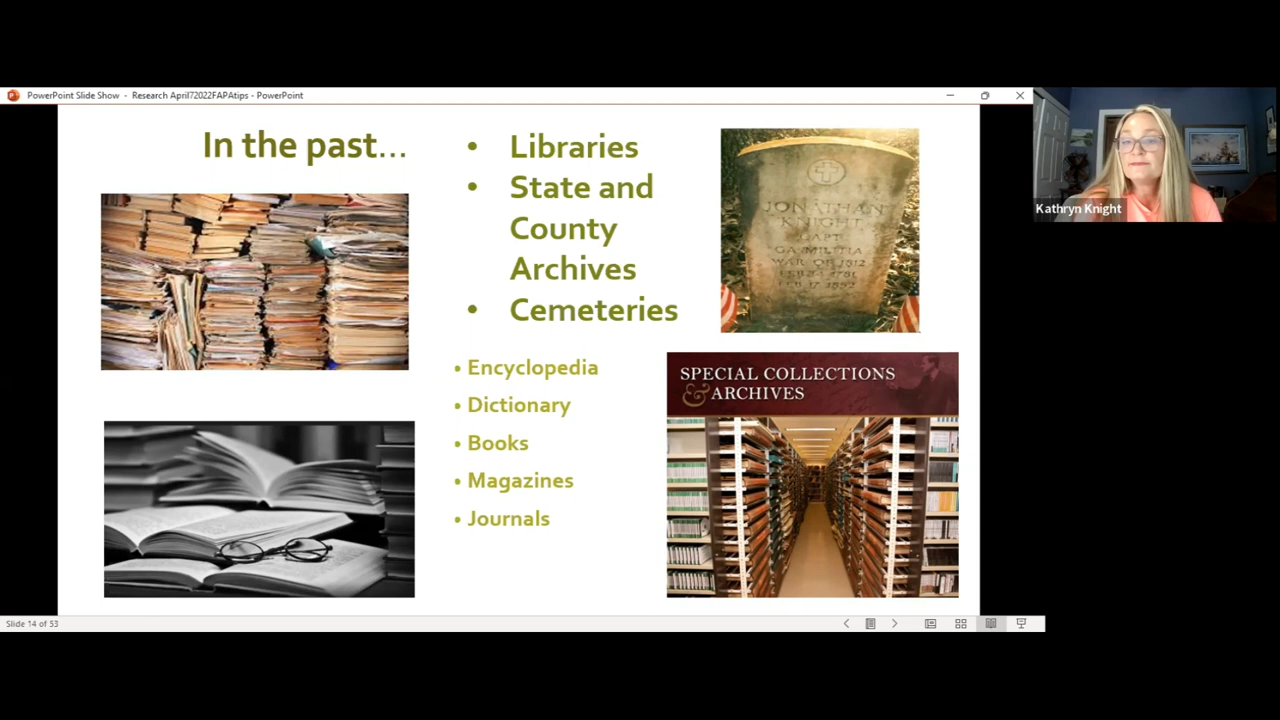 PowerPoint Slide Show - Research April72022FAPAtips - PowerPoint
In the past...
• Libraries
• State and
County
Archives
• Cemeteries
• Encyclopedia
• Dictionary
• Books
• Magazines
• Journals
JONATHAN
KNIGHT
CAPT
GA MILITIA
WAR OF 1812
SPECIAL COLLECTIONS
& ARCHIVES
Kathryn Knight
Slide 14 of 53